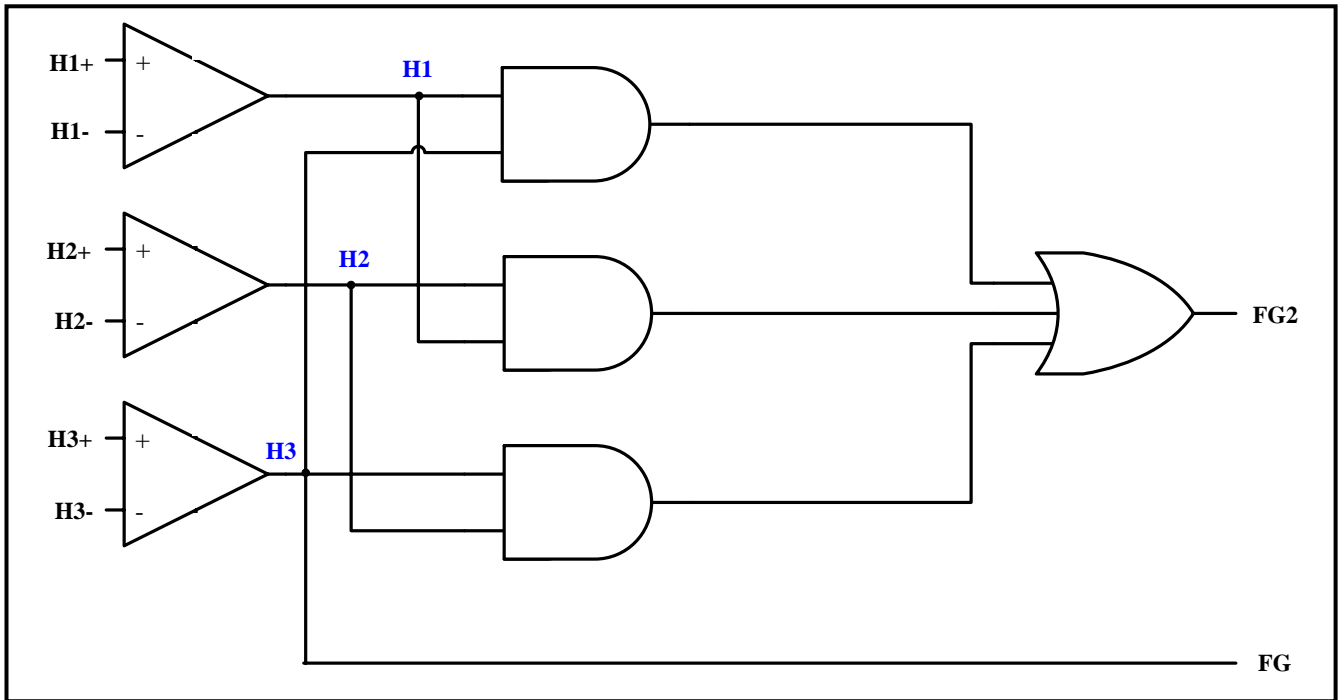 H1+
+
H1
H1-
-
H2+
+
H2
H2-
-
FG2
H3+
+
H3
H3-
-
FG